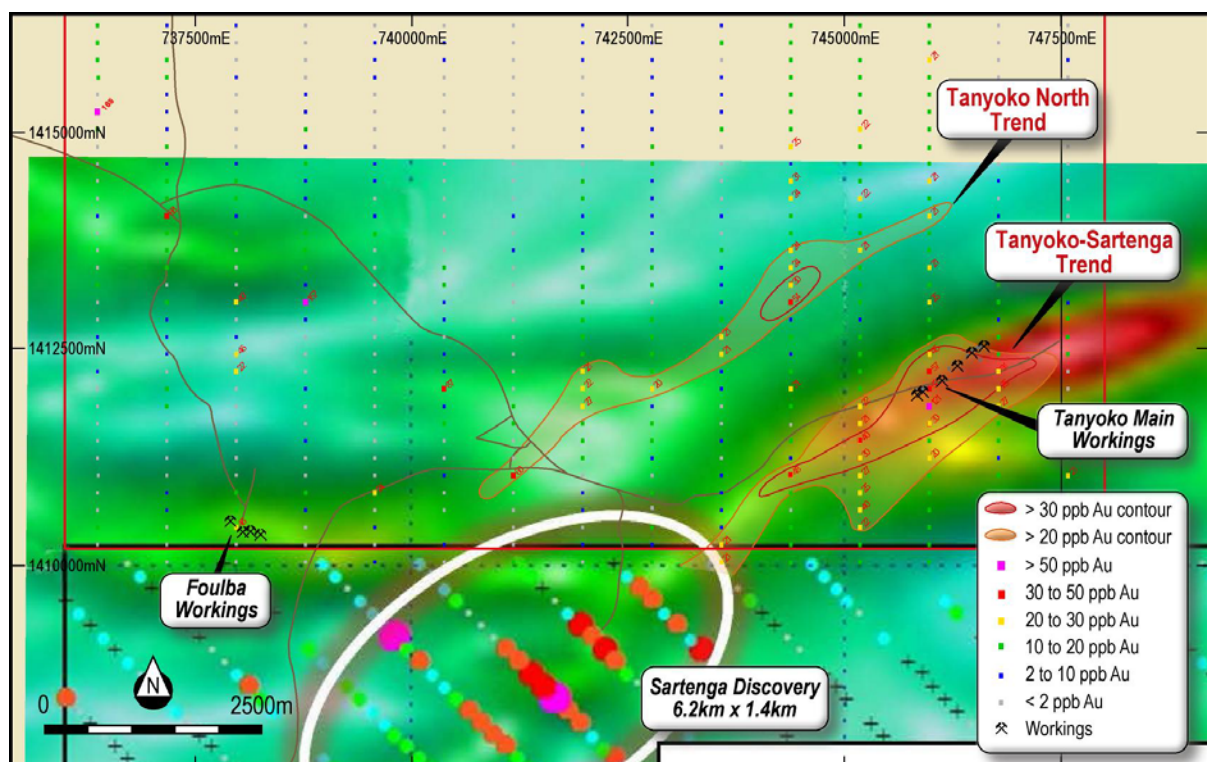 737500mE
740000mE
742500mE
745000mE
747500mE
1415000mN
1412500mN
1410000mN
Tanyoko North
Trend
Tanyoko-Sartenga
Trend
Tanyoko Main
Workings
Foulba
Workings
Sartenga Discovery
6.2km x 1.4km
N
0
2500m
> 30 ppb Au contour
> 20 ppb Au contour
> 50 ppb Au
30 to 50 ppb Au
20 to 30 ppb Au
10 to 20 ppb Au
2 to 10 ppb Au
< 2 ppb Au
Workings